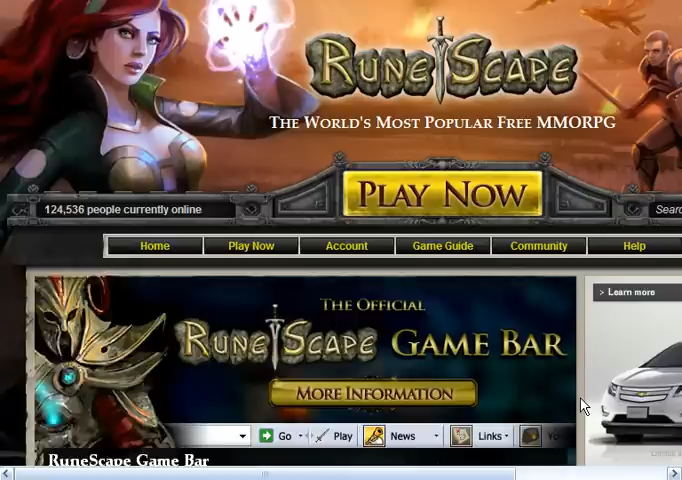 RuneScape
The World's Most Popular Free MMORPG
Play Now
124,536 people currently online
Sear
Home
Play Now
Account
Game Guide
Community
Help
The Official
RuneScape Game Bar
More Information
> Learn more
Go
Play
News
Links
RuneScape Game Bar